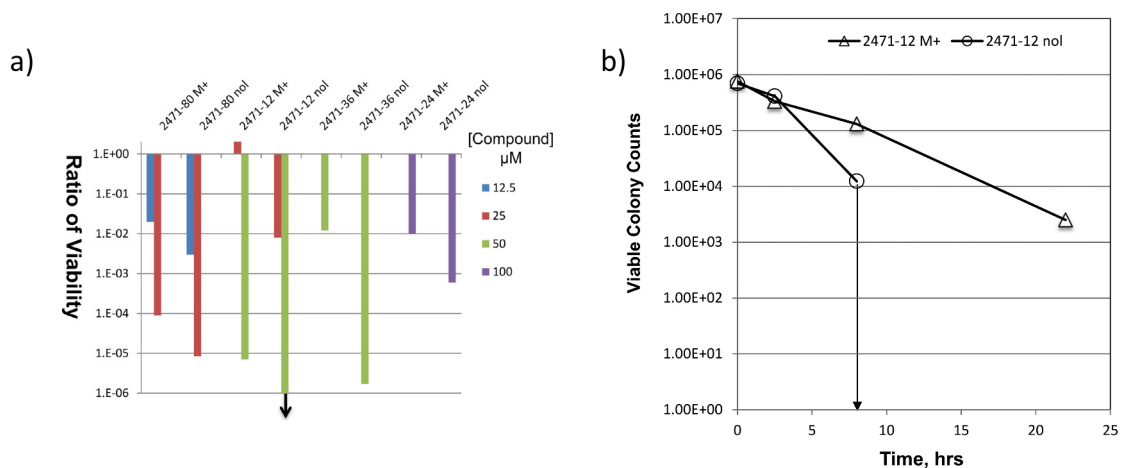 a)
2471-80 M+
2471-80 nol
2471-12 M+
2471-12 nol
2471-36 M+
2471-36 nol
2471-24 M+
2471-24 nol
[Compound]
µM
12.5
25
50
100
Ratio of Viability
1.E+00
1.E-01
1.E-02
1.E-03
1.E-04
1.E-05
1.E-06
b)
2471-12 M+ 2471-12 nol
Viable Colony Counts
1.00E+07
1.00E+06
1.00E+05
1.00E+04
1.00E+03
1.00E+02
1.00E+01
1.00E+00
0 5 10 15 20 25
Time, hrs